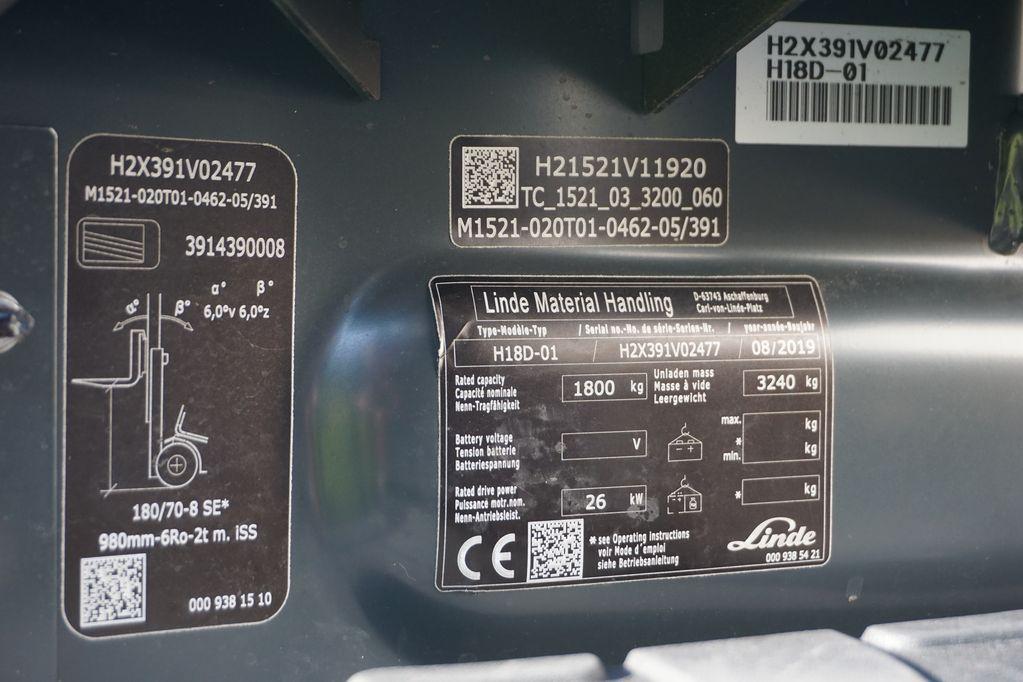 H2X391V02477
H18D-01
H2X391V02477
M1521-020T01-0462-05/391
3914390008
α° β°
α° β° 6,0°v 6,0°z
180/70-8 SE*
980mm-6Ro-2t m. iSS
000 938 15 10
H21521V11920
TC_1521_03_3200_060
M1521-020T01-0462-05/391
Linde Material Handling
D-63743 Aschaffenburg
Carl-von-Linde-Platz
Type-Modèle-Typ / Serial no.-No. de série-Serien-Nr. / year-année-Baujahr
H18D-01 / H2X391V02477 / 08/2019
Rated capacity
Capacité nominale
Nenn-Tragfähigkeit
1800 kg
Unladen mass
Masse à vide
Leergewicht
3240 kg
Battery voltage
Tension batterie
Batteriespannung
V
max. kg
*
min. kg
Rated drive power
Puissance motr.nom.
Nenn-Antriebsleist.
26 kW
* kg
CE
* see Operating Instructions
voir Mode d'emploi
siehe Betriebsanleitung
Linde
000 938 54 21